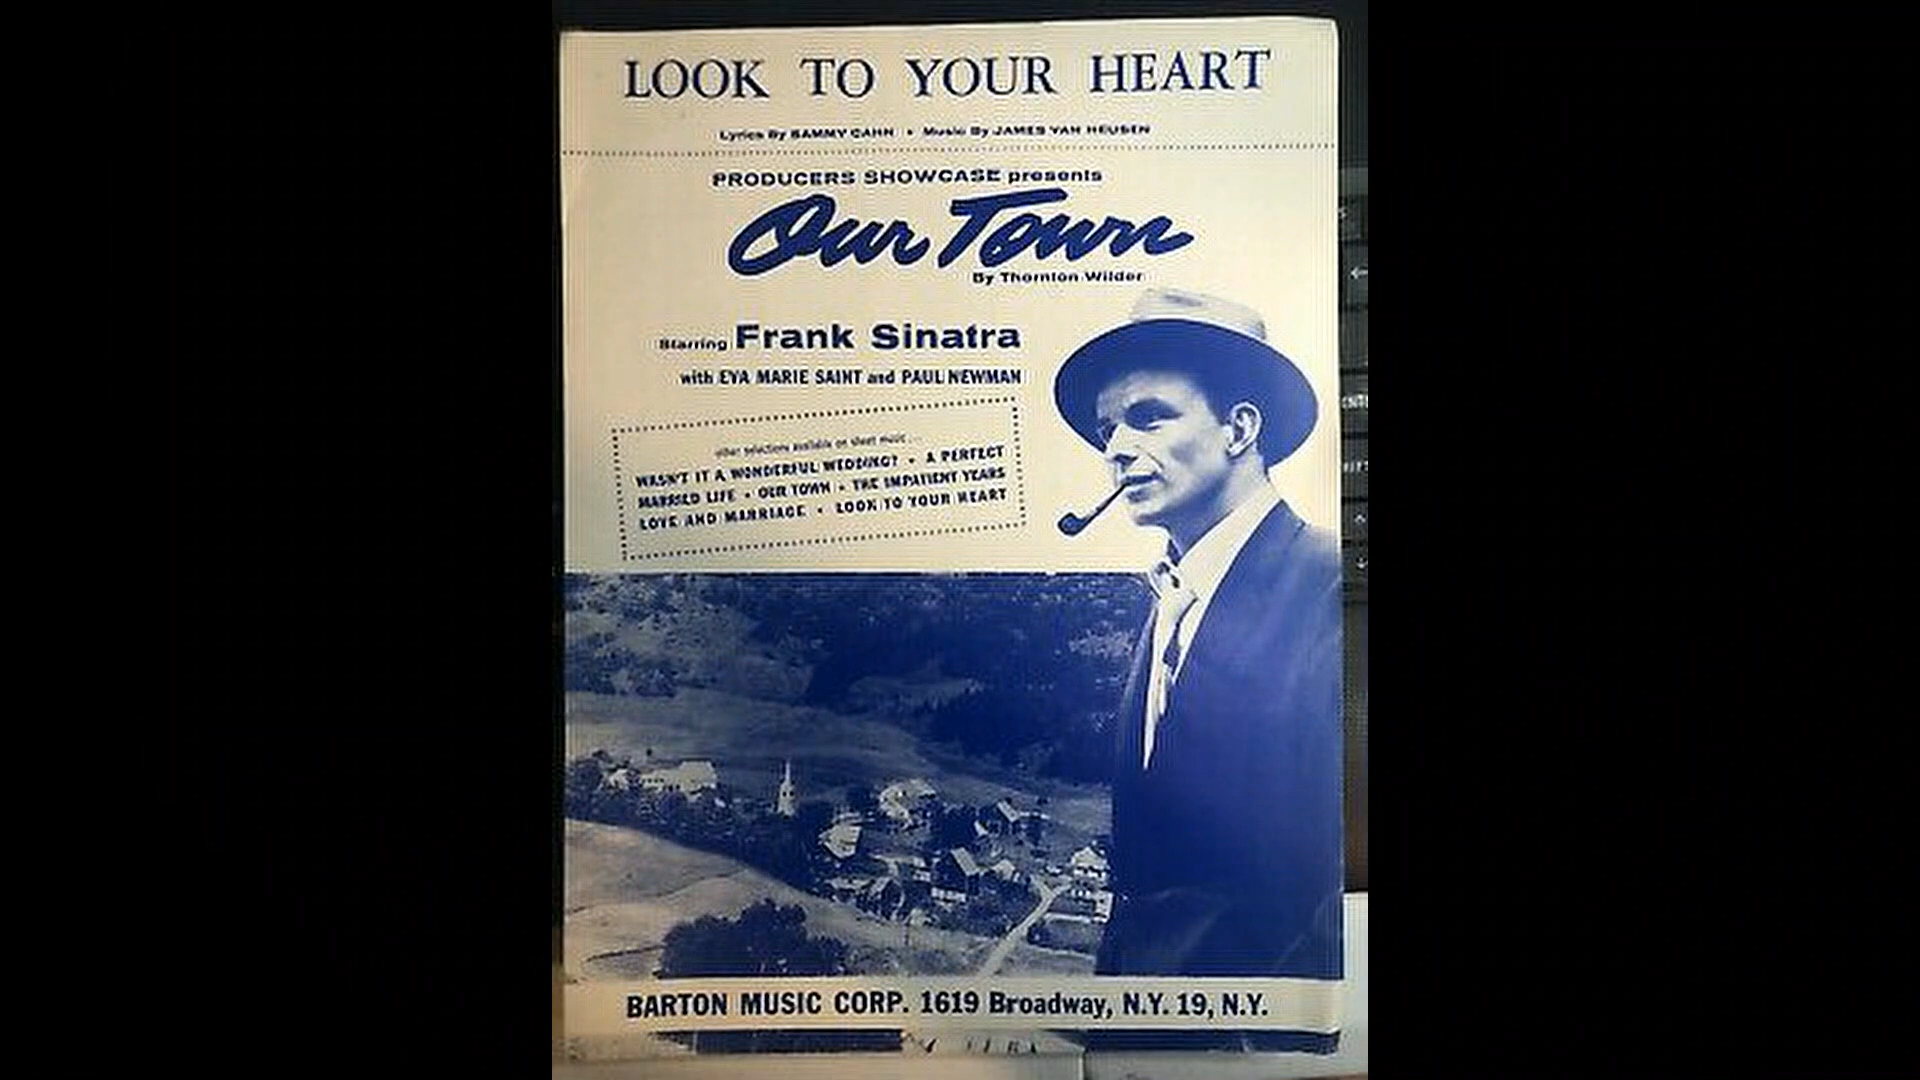 LOOK TO YOUR HEART
Lyrics By SAMMY CAHN • Music By JAMES VAN HEUSEN
PRODUCERS SHOWCASE presents
Our Town
By Thornton Wilder
Starring Frank Sinatra
with EVA MARIE SAINT and PAUL NEWMAN
other selections available on sheet music...
WASN'T IT A WONDERFUL WEDDING? • A PERFECT
MARRIED LIFE • OUR TOWN • THE IMPATIENT YEARS
LOVE AND MARRIAGE • LOOK TO YOUR HEART
BARTON MUSIC CORP. 1619 Broadway, N.Y. 19, N.Y.